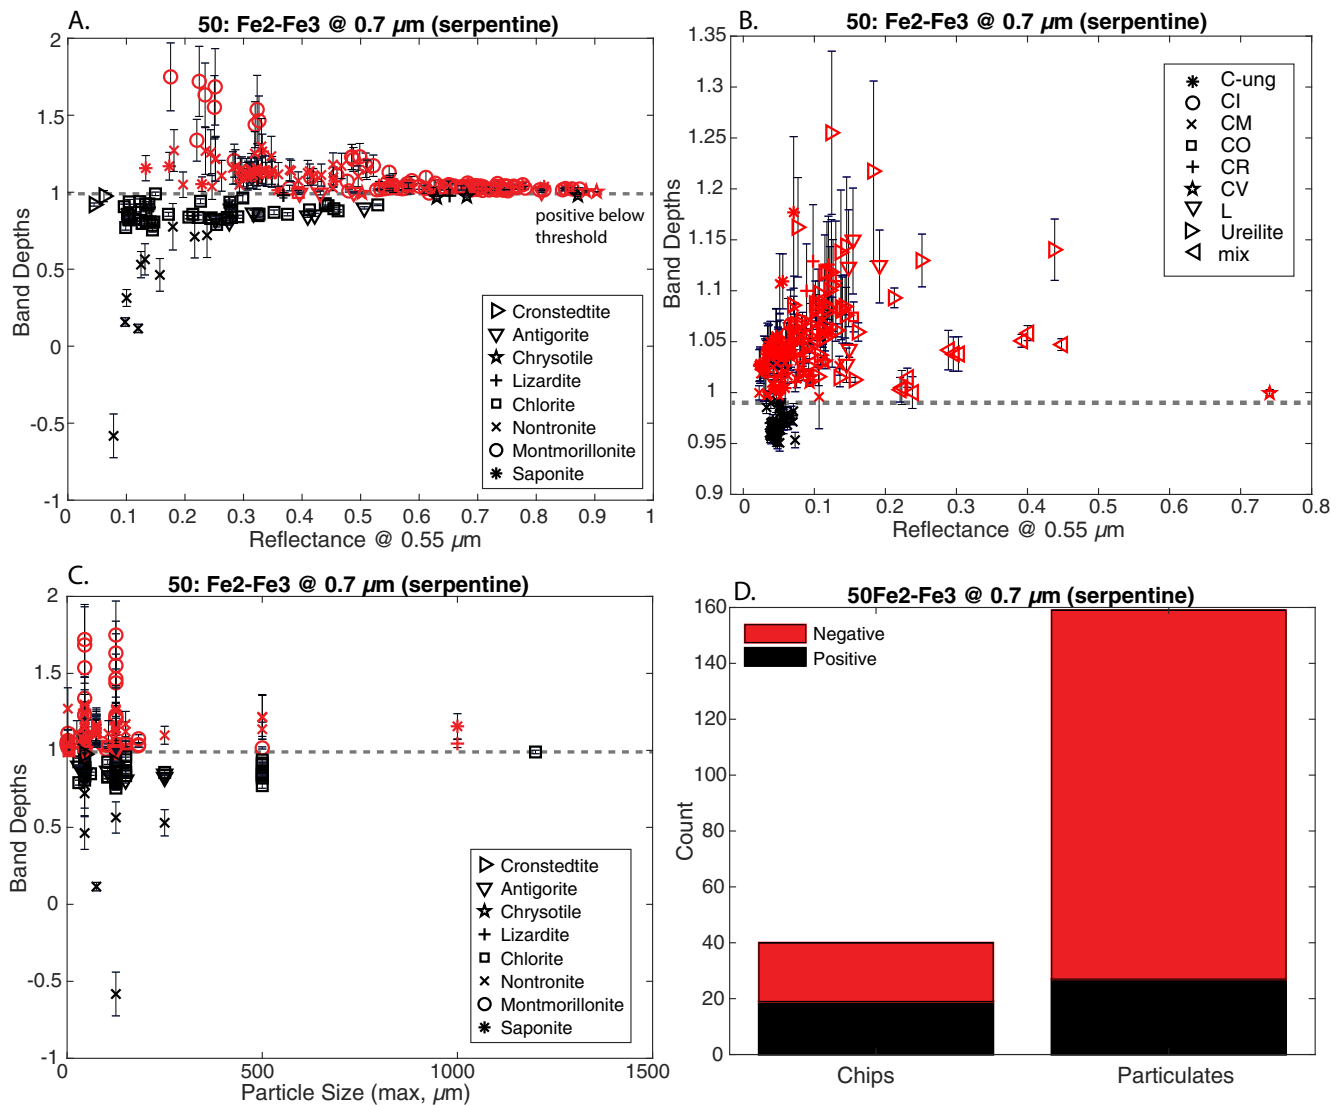 A.
50: Fe2-Fe3 @ 0.7 µm (serpentine)
2
1.5
1
0.5
0
-0.5
-1
Band Depths
positive below
threshold
Cronstedtite
Antigorite
Chrysotile
Lizardite
Chlorite
Nontronite
Montmorillonite
Saponite
0 0.1 0.2 0.3 0.4 0.5 0.6 0.7 0.8 0.9 1
Reflectance @ 0.55 µm
B.
50: Fe2-Fe3 @ 0.7 µm (serpentine)
1.35
1.3
1.25
1.2
1.15
1.1
1.05
1
0.95
0.9
Band Depths
C-ung
CI
CM
CO
CR
CV
L
Ureilite
mix
0 0.1 0.2 0.3 0.4 0.5 0.6 0.7 0.8
Reflectance @ 0.55 µm
C.
50: Fe2-Fe3 @ 0.7 µm (serpentine)
2
1.5
1
0.5
0
-0.5
-1
Band Depths
Cronstedtite
Antigorite
Chrysotile
Lizardite
Chlorite
Nontronite
Montmorillonite
Saponite
0 500 1000 1500
Particle Size (max, µm)
D.
50Fe2-Fe3 @ 0.7 µm (serpentine)
160
140
120
100
80
60
40
20
0
Count
Negative
Positive
Chips Particulates